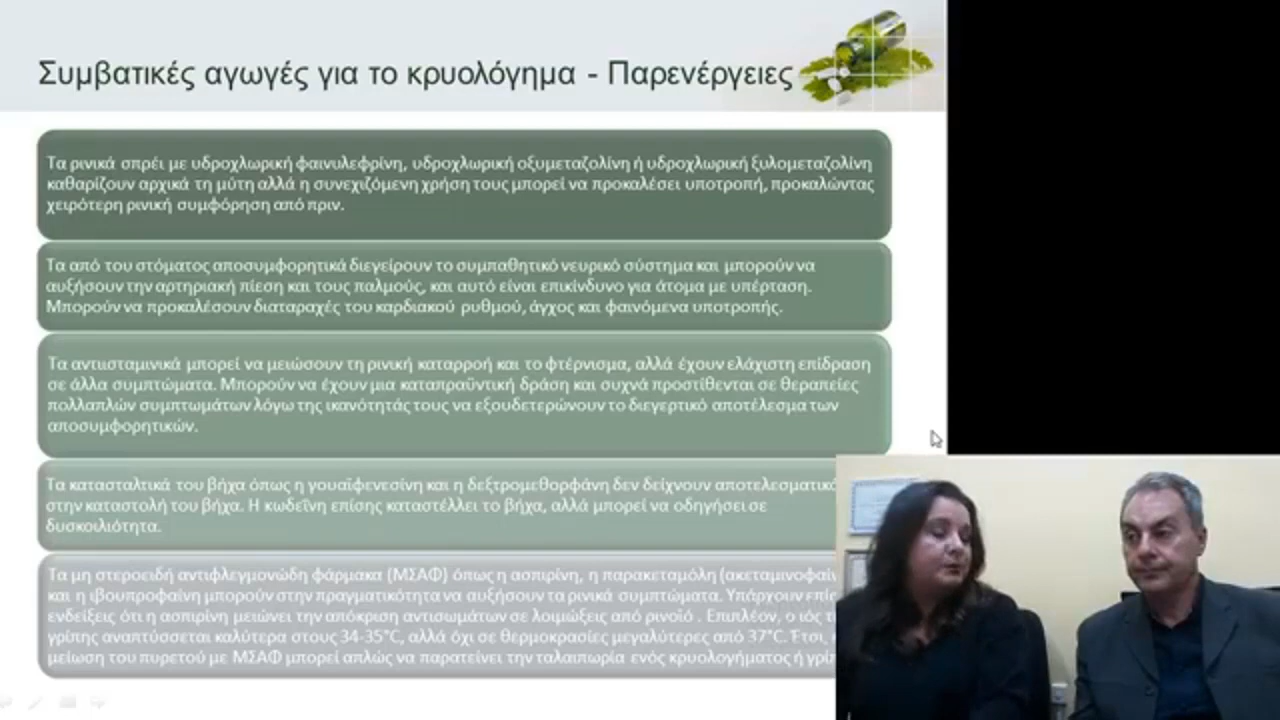 Συμβατικές αγωγές για το κρυολόγημα - Παρενέργειες
Τα ρινικά σπρέι με υδροχλωρική φαινυλεφρίνη, υδροχλωρική οξυμεταζολίνη ή υδροχλωρική ξυλομεταζολίνη
καθαρίζουν αρχικά τη μύτη αλλά η συνεχιζόμενη χρήση τους μπορεί να προκαλέσει υποτροπή, προκαλώντας
χειρότερη ρινική συμφόρηση από πριν.
Τα από του στόματος αποσυμφορητικά διεγείρουν το συμπαθητικό νευρικό σύστημα και μπορούν να
αυξήσουν την αρτηριακή πίεση και τους παλμούς, και αυτό είναι επικίνδυνο για άτομα με υπέρταση.
Μπορούν να προκαλέσουν διαταραχές του καρδιακού ρυθμού, άγχος και φαινόμενα υποτροπής.
Τα αντιισταμινικά μπορεί να μειώσουν τη ρινική καταρροή και το φτέρνισμα, αλλά έχουν ελάχιστη επίδραση
σε άλλα συμπτώματα. Μπορούν να έχουν μια καταπραϋντική δράση και συχνά προστίθενται σε θεραπείες
πολλαπλών συμπτωμάτων λόγω της ικανότητάς τους να εξουδετερώνουν το διεγερτικό αποτέλεσμα των
αποσυμφορητικών.
Τα κατασταλτικά του βήχα όπως η γουαϊφενεσίνη και η δεξτρομεθορφάνη δεν δείχνουν
στην καταστολή του βήχα. Η κωδεΐνη επίσης καταστέλλει το βήχα, αλλά μπορεί να οδηγήσει σε
δυσκοιλιότητα.
Τα μη στεροειδή αντιφλεγμονώδη φάρμακα (ΜΣΑΦ) όπως η ασπιρίνη, η παρακεταμόλη
και η ιβουπροφαίνη μπορούν στην πραγματικότητα να αυξήσουν τα ρινικά συμπτώματα. Υπάρχουν
ενδείξεις ότι η ασπιρίνη μειώνει την απόκριση αντισωμάτων σε λοιμώξεις από ρινοϊό . Επιπλέον, ο ιός
γρίπης αναπτύσσεται καλύτερα στους 34-35°C, αλλά όχι σε θερμοκρασίες μεγαλύτερες από 37°C. Έτσι,
μείωση του πυρετού με ΜΣΑΦ μπορεί απλώς να παρατείνει την ταλαιπωρία ενός κρυολογήματος ή